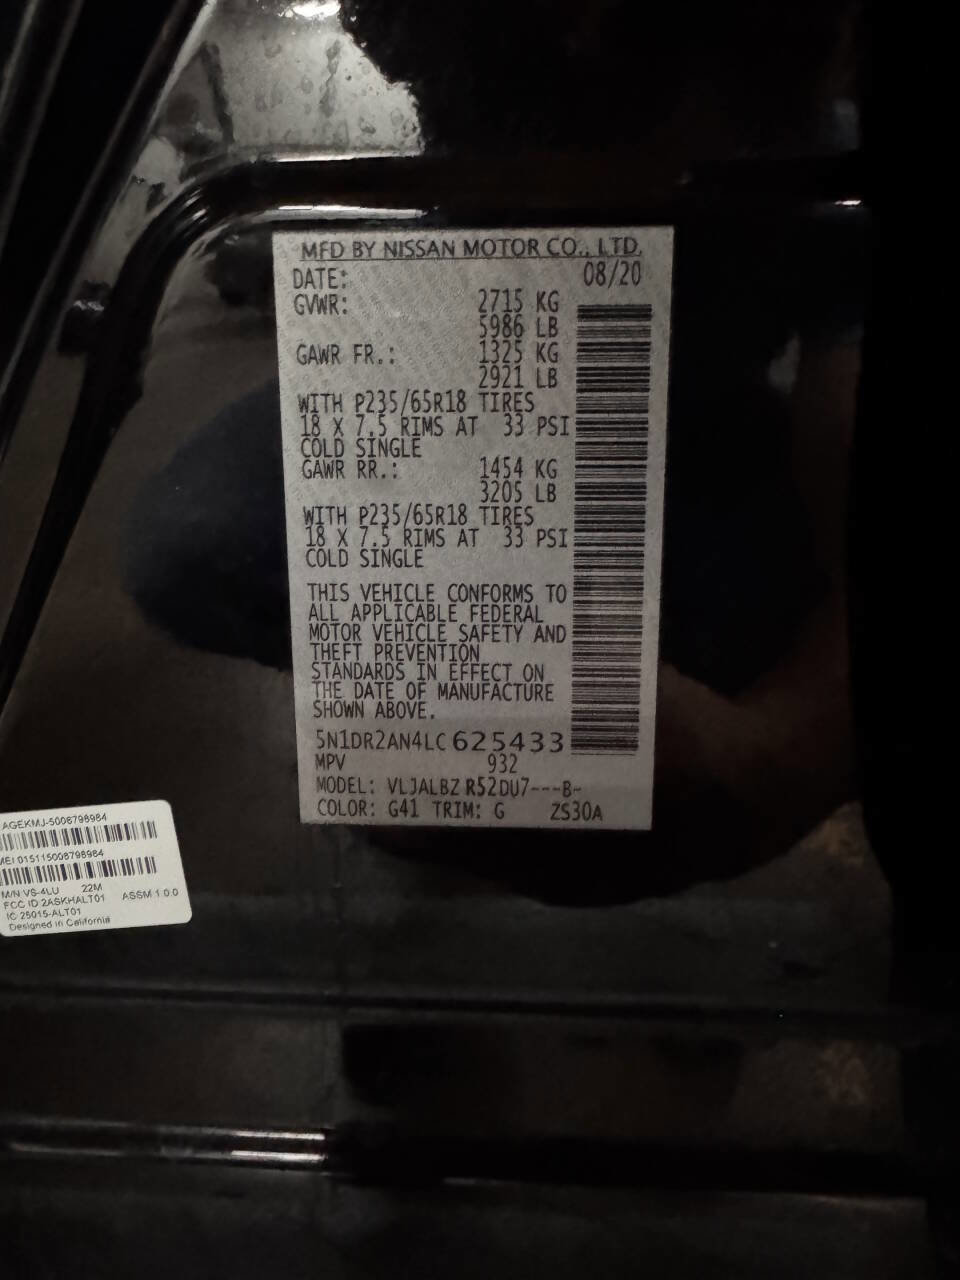 MFD BY NISSAN MOTOR CO., LTD.
DATE: 08/20
GVWR: 2715 KG
5986 LB
GAWR FR.: 1325 KG
2921 LB
WITH P235/65R18 TIRES
18 X 7.5 RIMS AT 33 PSI
COLD SINGLE
GAWR RR.: 1454 KG
3205 LB
WITH P235/65R18 TIRES
18 X 7.5 RIMS AT 33 PSI
COLD SINGLE
THIS VEHICLE CONFORMS TO
ALL APPLICABLE FEDERAL
MOTOR VEHICLE SAFETY AND
THEFT PREVENTION
STANDARDS IN EFFECT ON
THE DATE OF MANUFACTURE
SHOWN ABOVE.
5N1DR2AN4LC625433
MPV 932
MODEL: VLJALBZ R52DU7---B-
COLOR: G41 TRIM: G ZS30A
AGEKMJ-5008798984
MEI 015115008798984
M/N VS-4LU 22M
FCC ID 2ASKHALT01 ASSM 1.0.0
IC 25015-ALT01
Designed in California